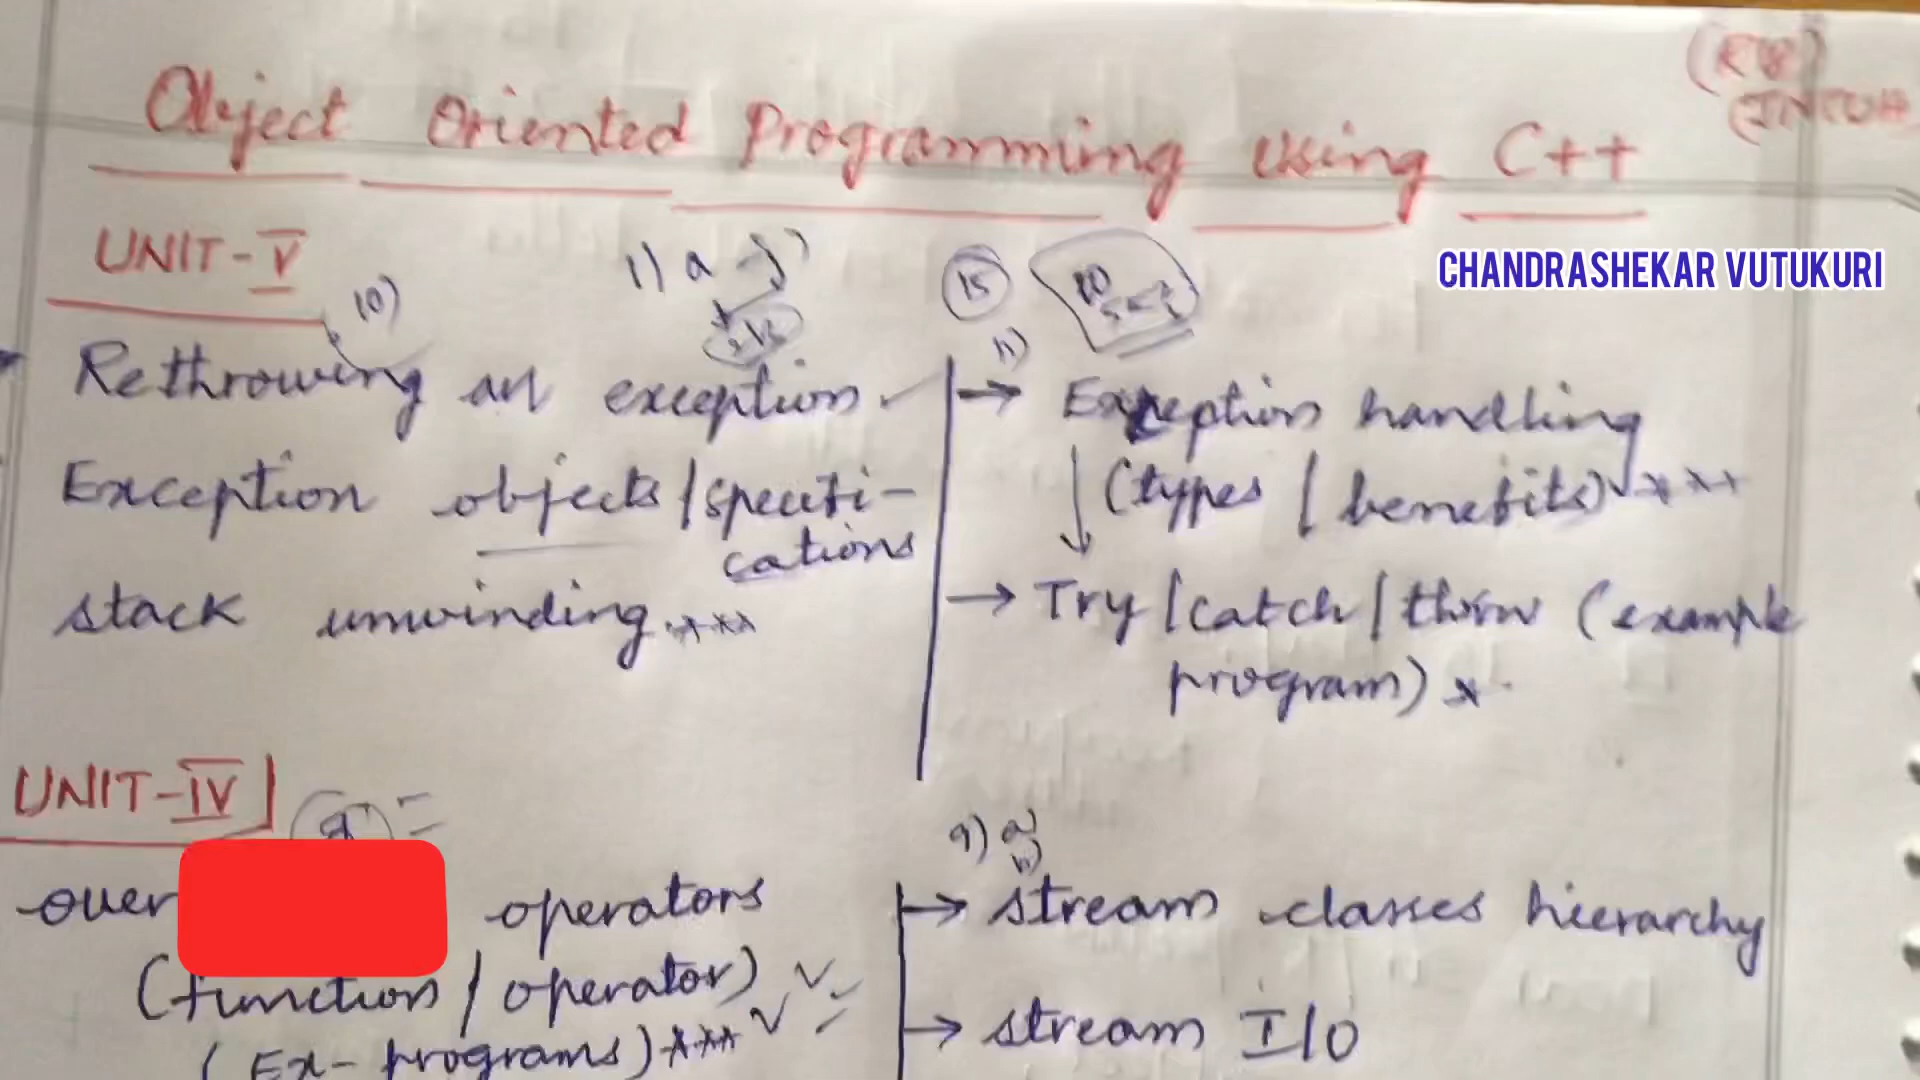 (R18)
(JNTUH
Object Oriented Programming using C++
CHANDRASHEKAR VUTUKURI
UNIT-V
10)
1) a - j)
15
Rethrowing an exception
Exception objects / specifi-
cations
stack unwinding ***
11)
→ Exception handling
(types / benefits) ***
→ Try / catch / throw (example
program) *
UNIT-IV
over operators
(function / operator)
(Ex- programs) ***
9) a)
b)
→ stream classes hierarchy
→ stream I/O